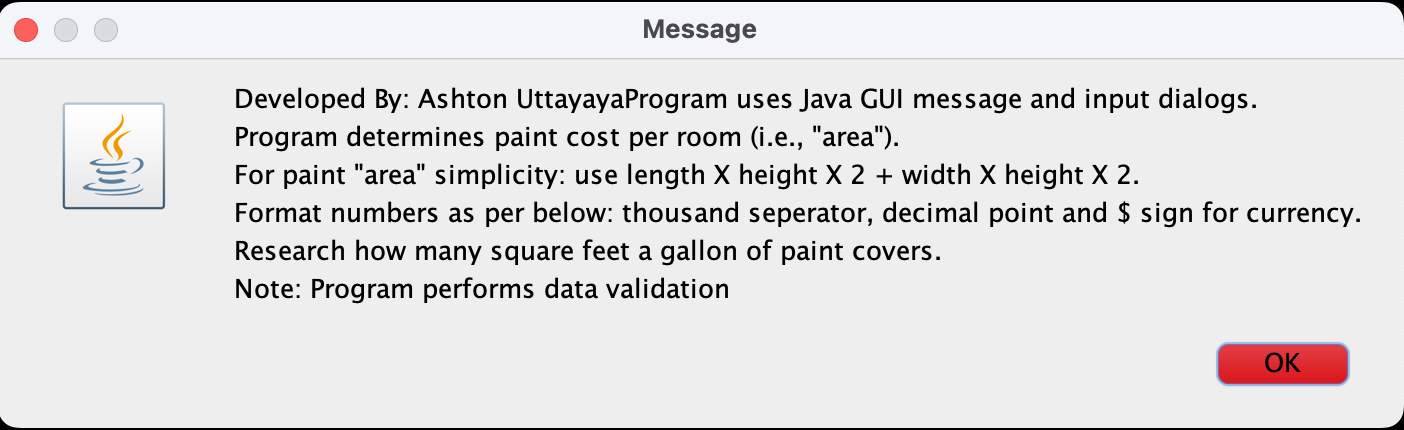 Message
Developed By: Ashton UttayayaProgram uses Java GUI message and input dialogs.
Program determines paint cost per room (i.e., "area").
For paint "area" simplicity: use length X height X 2 + width X height X 2.
Format numbers as per below: thousand seperator, decimal point and $ sign for currency.
Research how many square feet a gallon of paint covers.
Note: Program performs data validation
OK